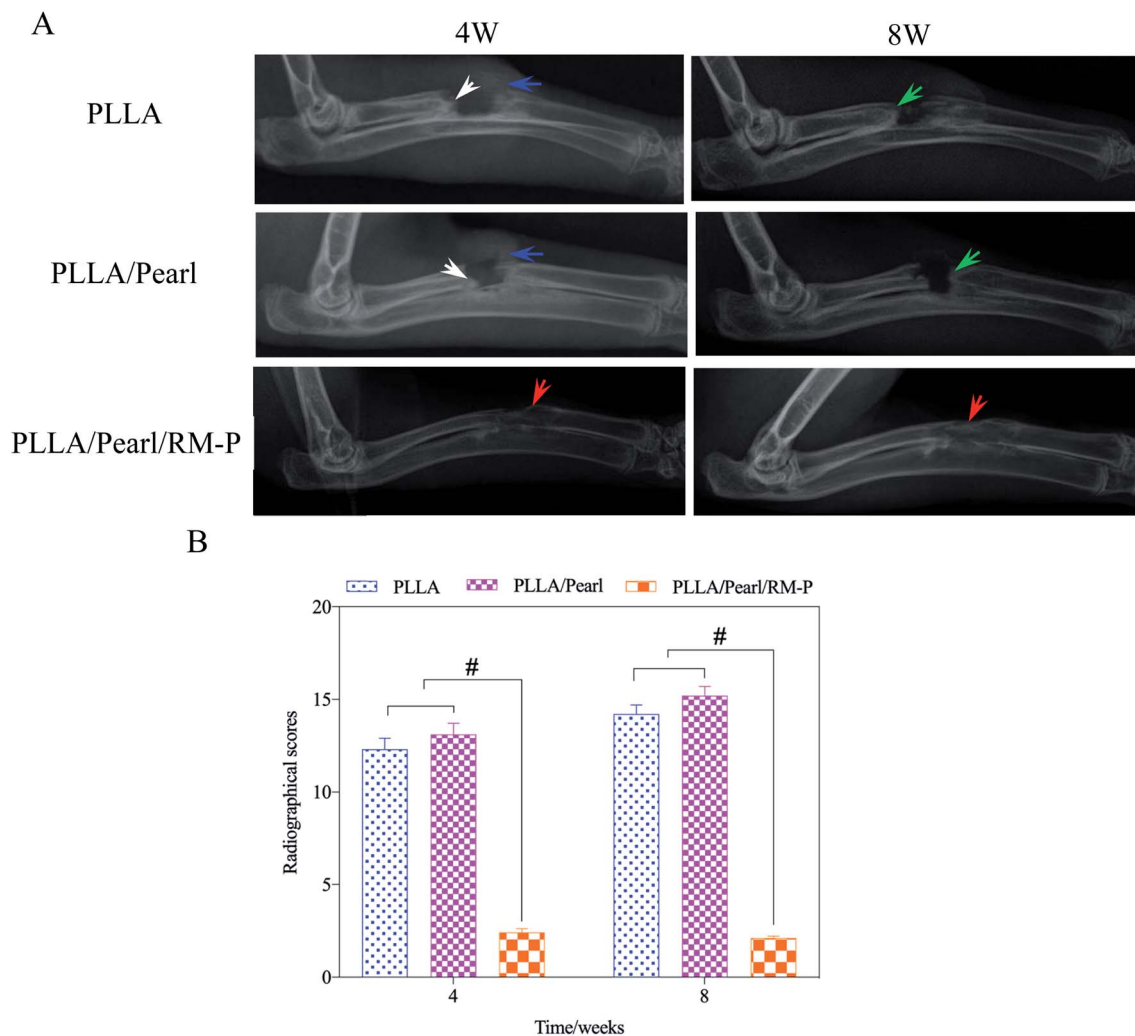 A
4W
8W
PLLA
PLLA/Pearl
PLLA/Pearl/RM-P
B
PLLA
PLLA/Pearl
PLLA/Pearl/RM-P
20
15
10
5
0
Radiographical scores
#
#
4
8
Time/weeks